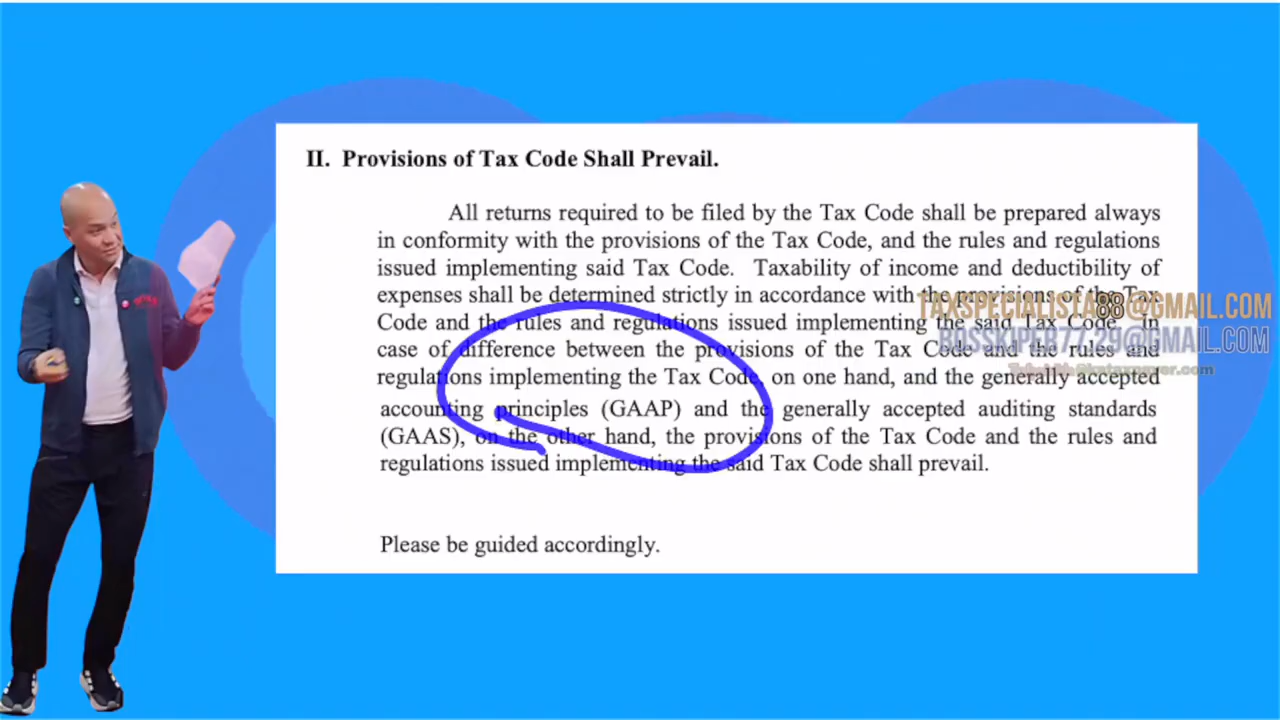 II. Provisions of Tax Code Shall Prevail.
All returns required to be filed by the Tax Code shall be prepared always
in conformity with the provisions of the Tax Code, and the rules and regulations
issued implementing said Tax Code. Taxability of income and deductibility of
expenses shall be determined strictly in accordance with the provisions of the Tax
Code and the rules and regulations issued implementing the said Tax Code. In
case of difference between the provisions of the Tax Code and the rules and
regulations implementing the Tax Code, on one hand, and the generally accepted
accounting principles (GAAP) and the generally accepted auditing standards
(GAAS), on the other hand, the provisions of the Tax Code and the rules and
regulations issued implementing the said Tax Code shall prevail.
Please be guided accordingly.
TAXSPECIALISTA88@GMAIL.COM
BOSSKIPER77.29@GMAIL.COM